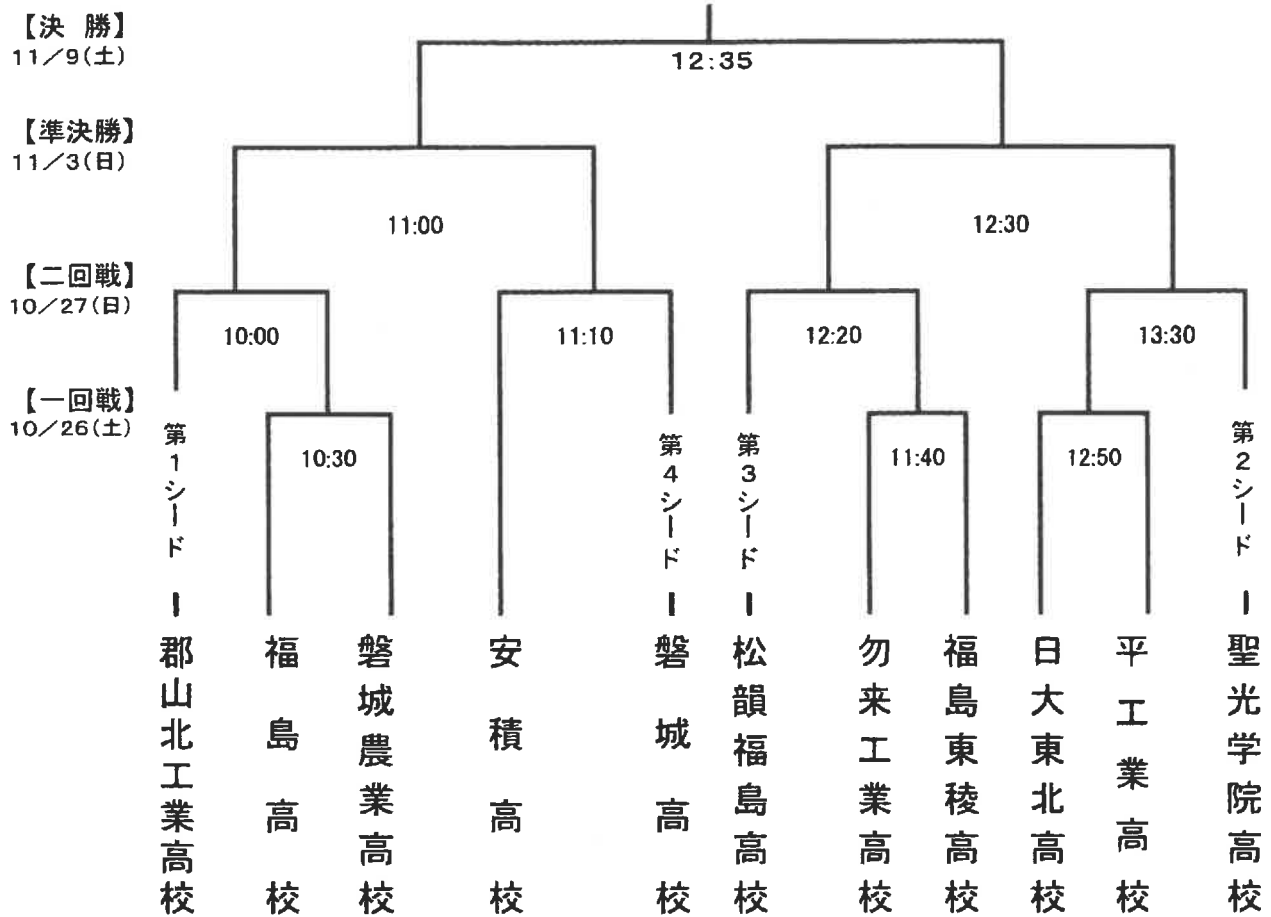 【決 勝】
11／9(土)
12:35
【準決勝】
11／3(日)
11:00
12:30
【二回戦】
10／27(日)
10:00
11:10
12:20
13:30
【一回戦】
10／26(土)
10:30
11:40
12:50
第1シード
第4シード
第3シード
第2シード
郡山北工業高校
福島高校
磐城農業高校
安積高校
磐城高校
松韻福島高校
勿来工業高校
福島東稜高校
日大東北高校
平工業高校
聖光学院高校